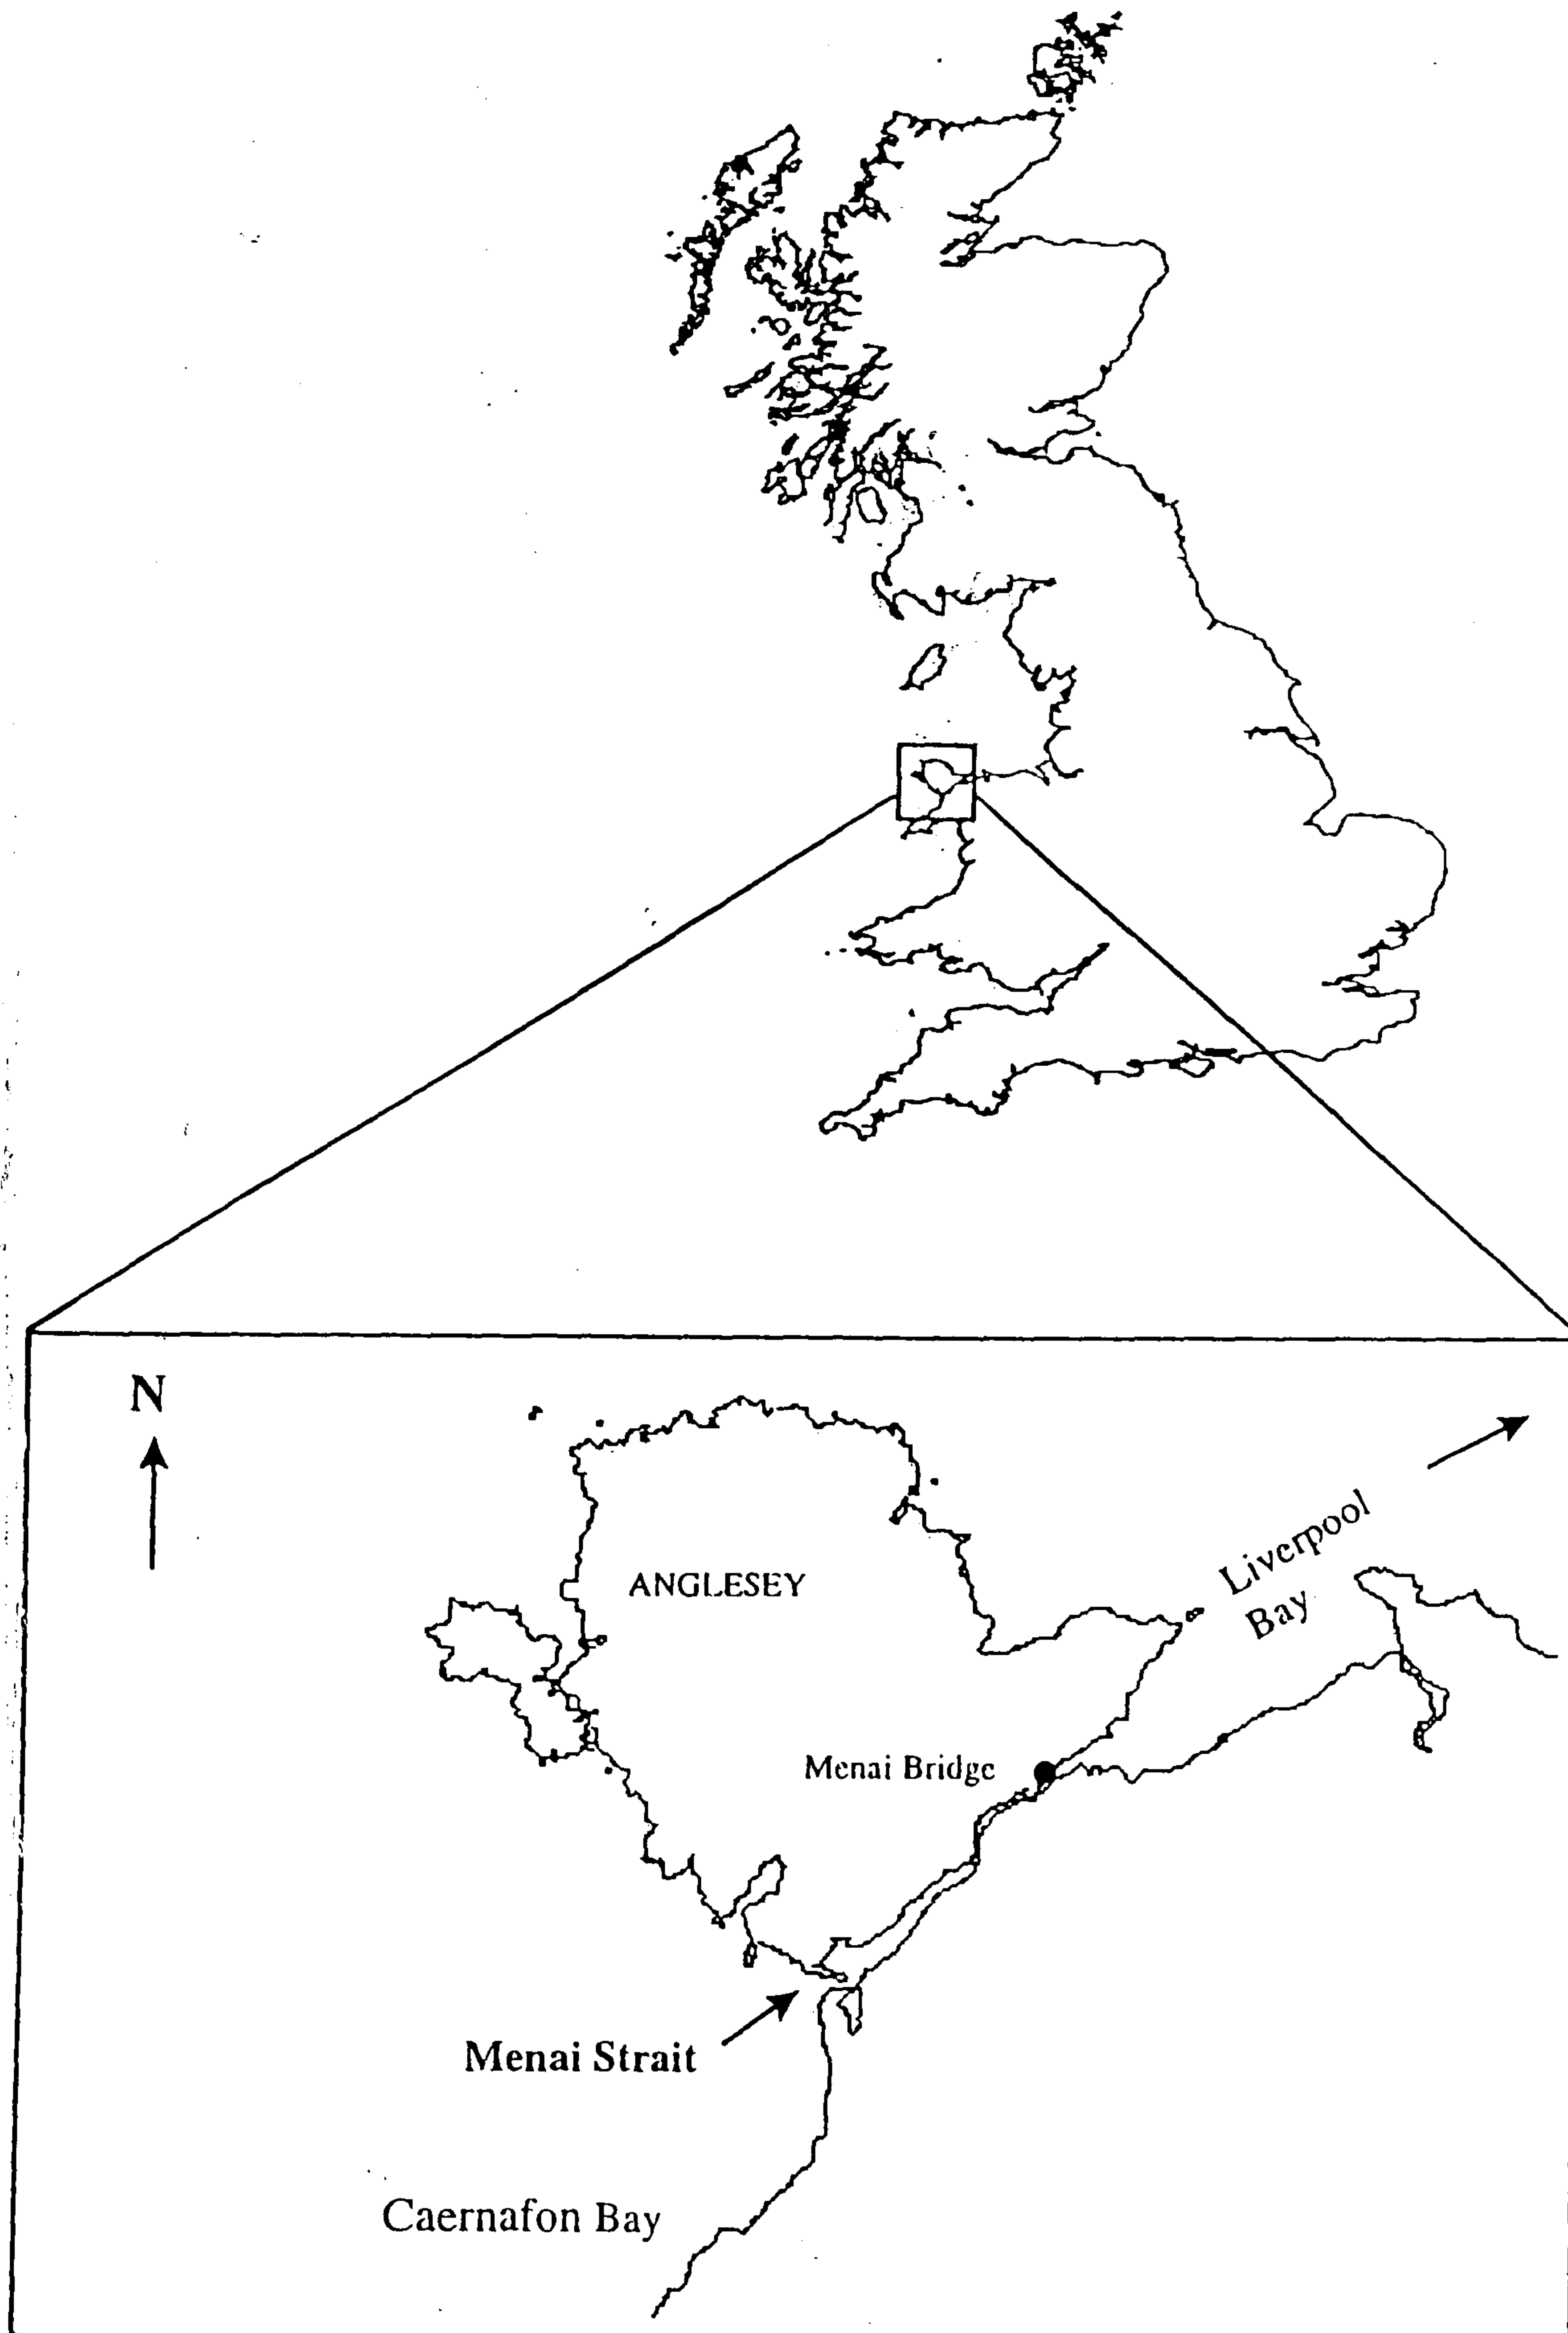 N
ANGLESEY
Liverpool
Bay
Menai Bridge
Menai Strait
Caernafon Bay